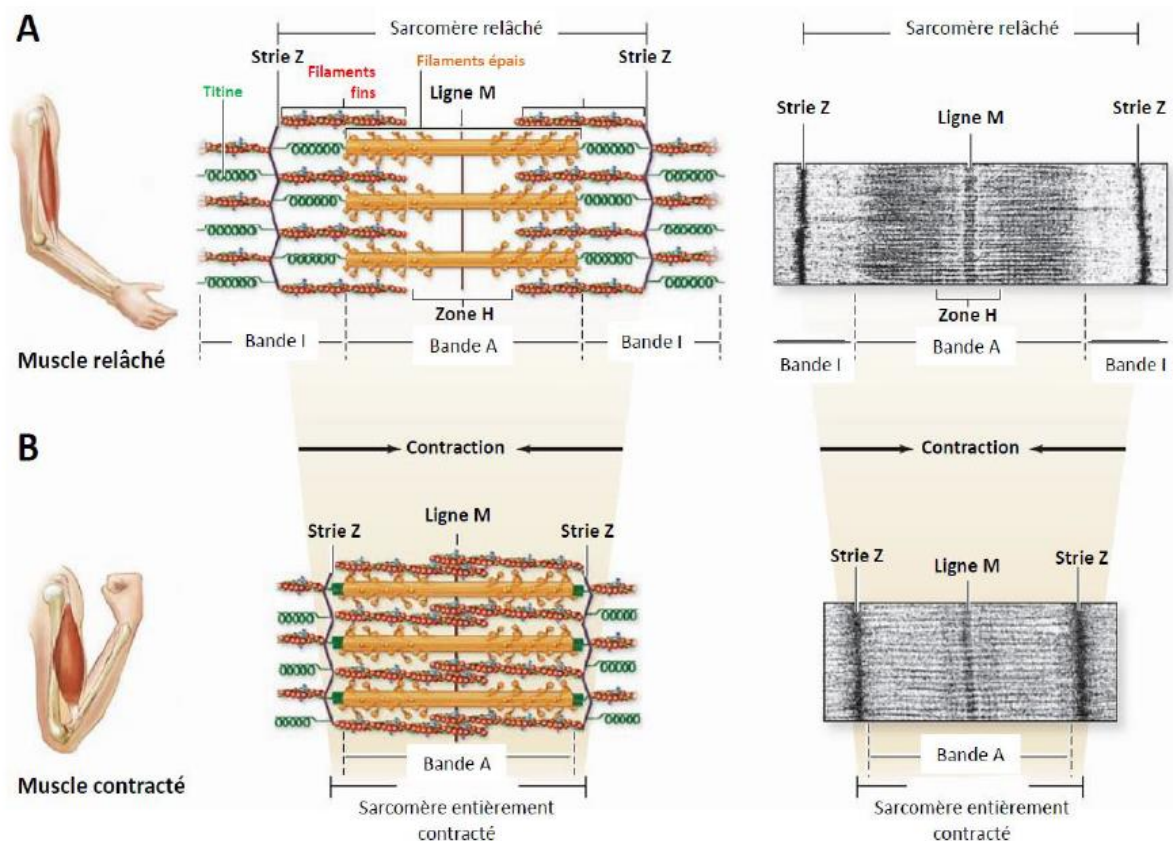 A
Sarcomère relâché
Strie Z
Strie Z
Filaments épais
Filaments
fins
Titine
Ligne M
Zone H
Bande I
Bande A
Bande I
Muscle relâché
Sarcomère relâché
Strie Z
Strie Z
Ligne M
Zone H
Bande I
Bande A
Bande I
B
Contraction
Contraction
Strie Z
Ligne M
Strie Z
Bande A
Muscle contracté
Sarcomère entièrement
contracté
Strie Z
Ligne M
Strie Z
Bande A
Sarcomère entièrement
contracté